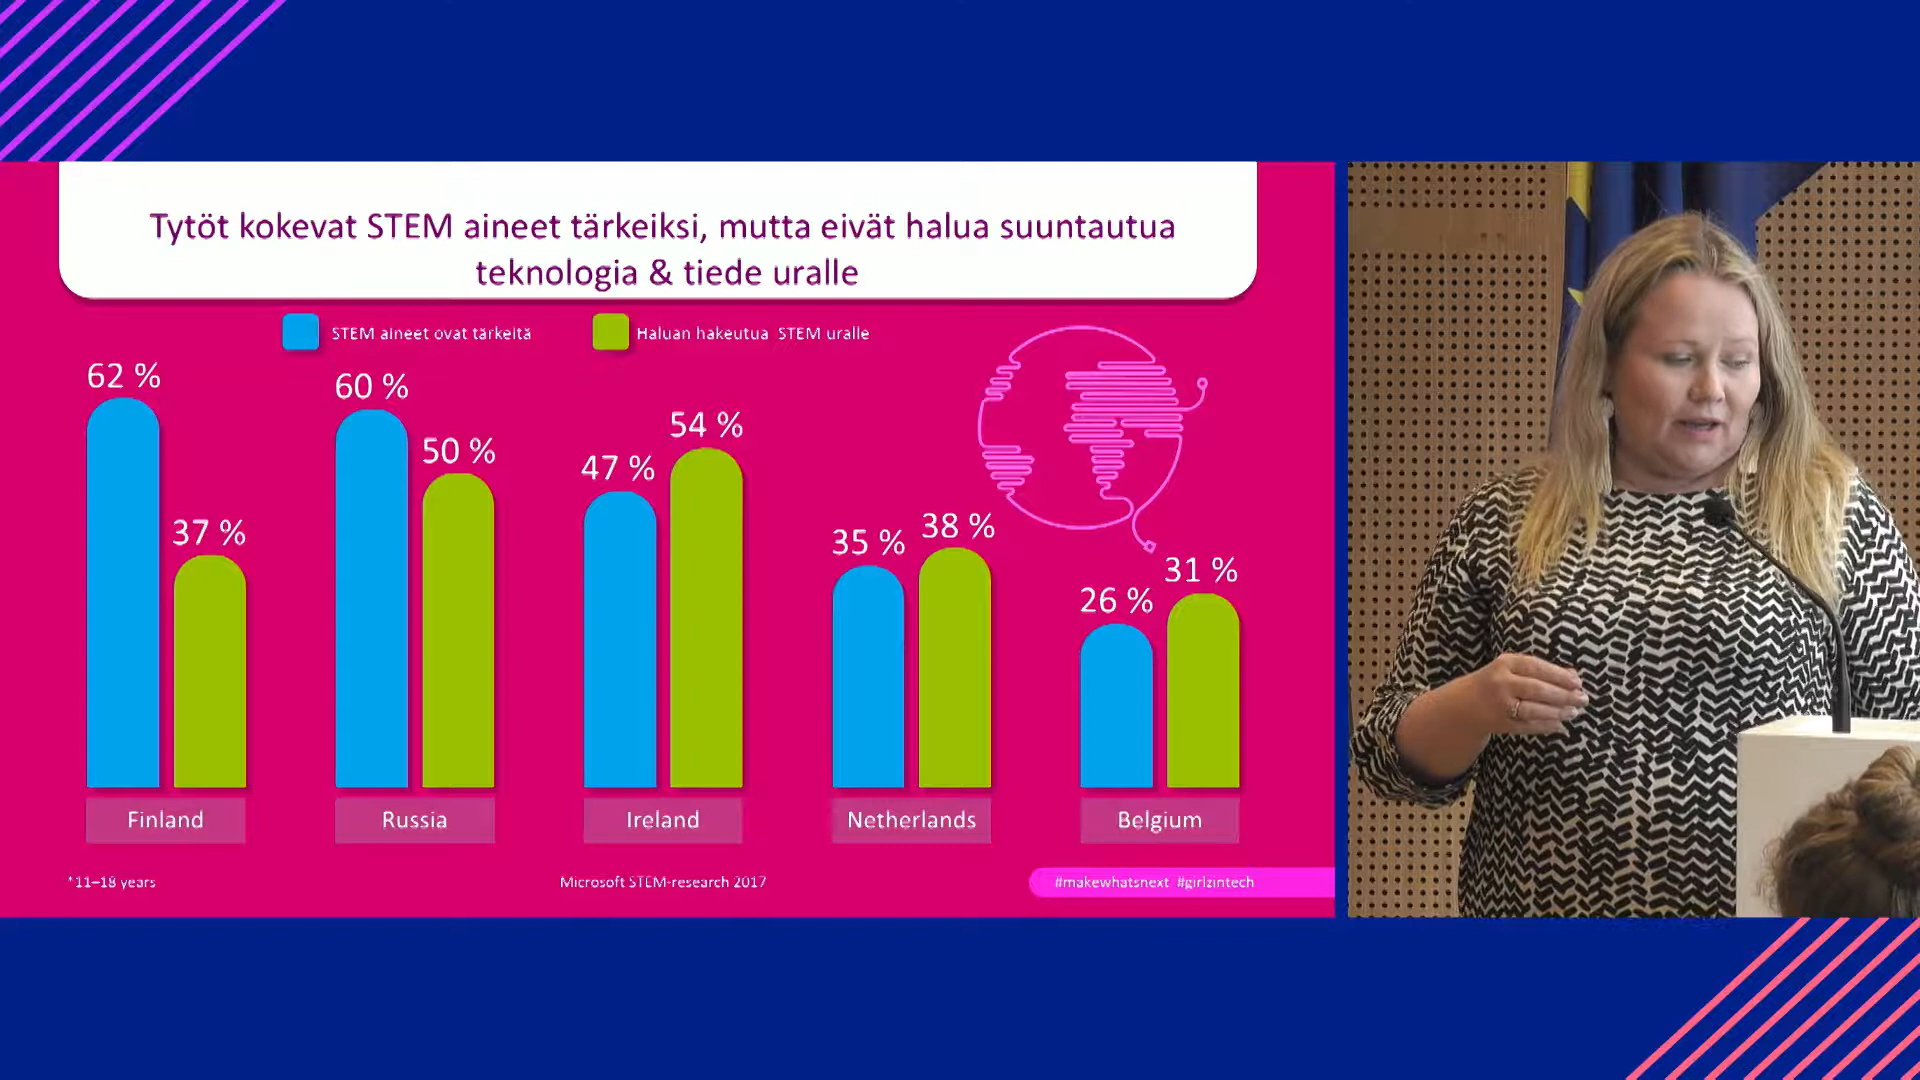 Tytöt kokevat STEM aineet tärkeiksi, mutta eivät halua suuntautua
teknologia & tiede uralle
STEM aineet ovat tärkeitä
Haluan hakeutua STEM uralle
62 %
37 %
60 %
50 %
47 %
54 %
35 %
38 %
26 %
31 %
Finland
Russia
Ireland
Netherlands
Belgium
*11–18 years
Microsoft STEM-research 2017
#makewhatsnext #girlzintech